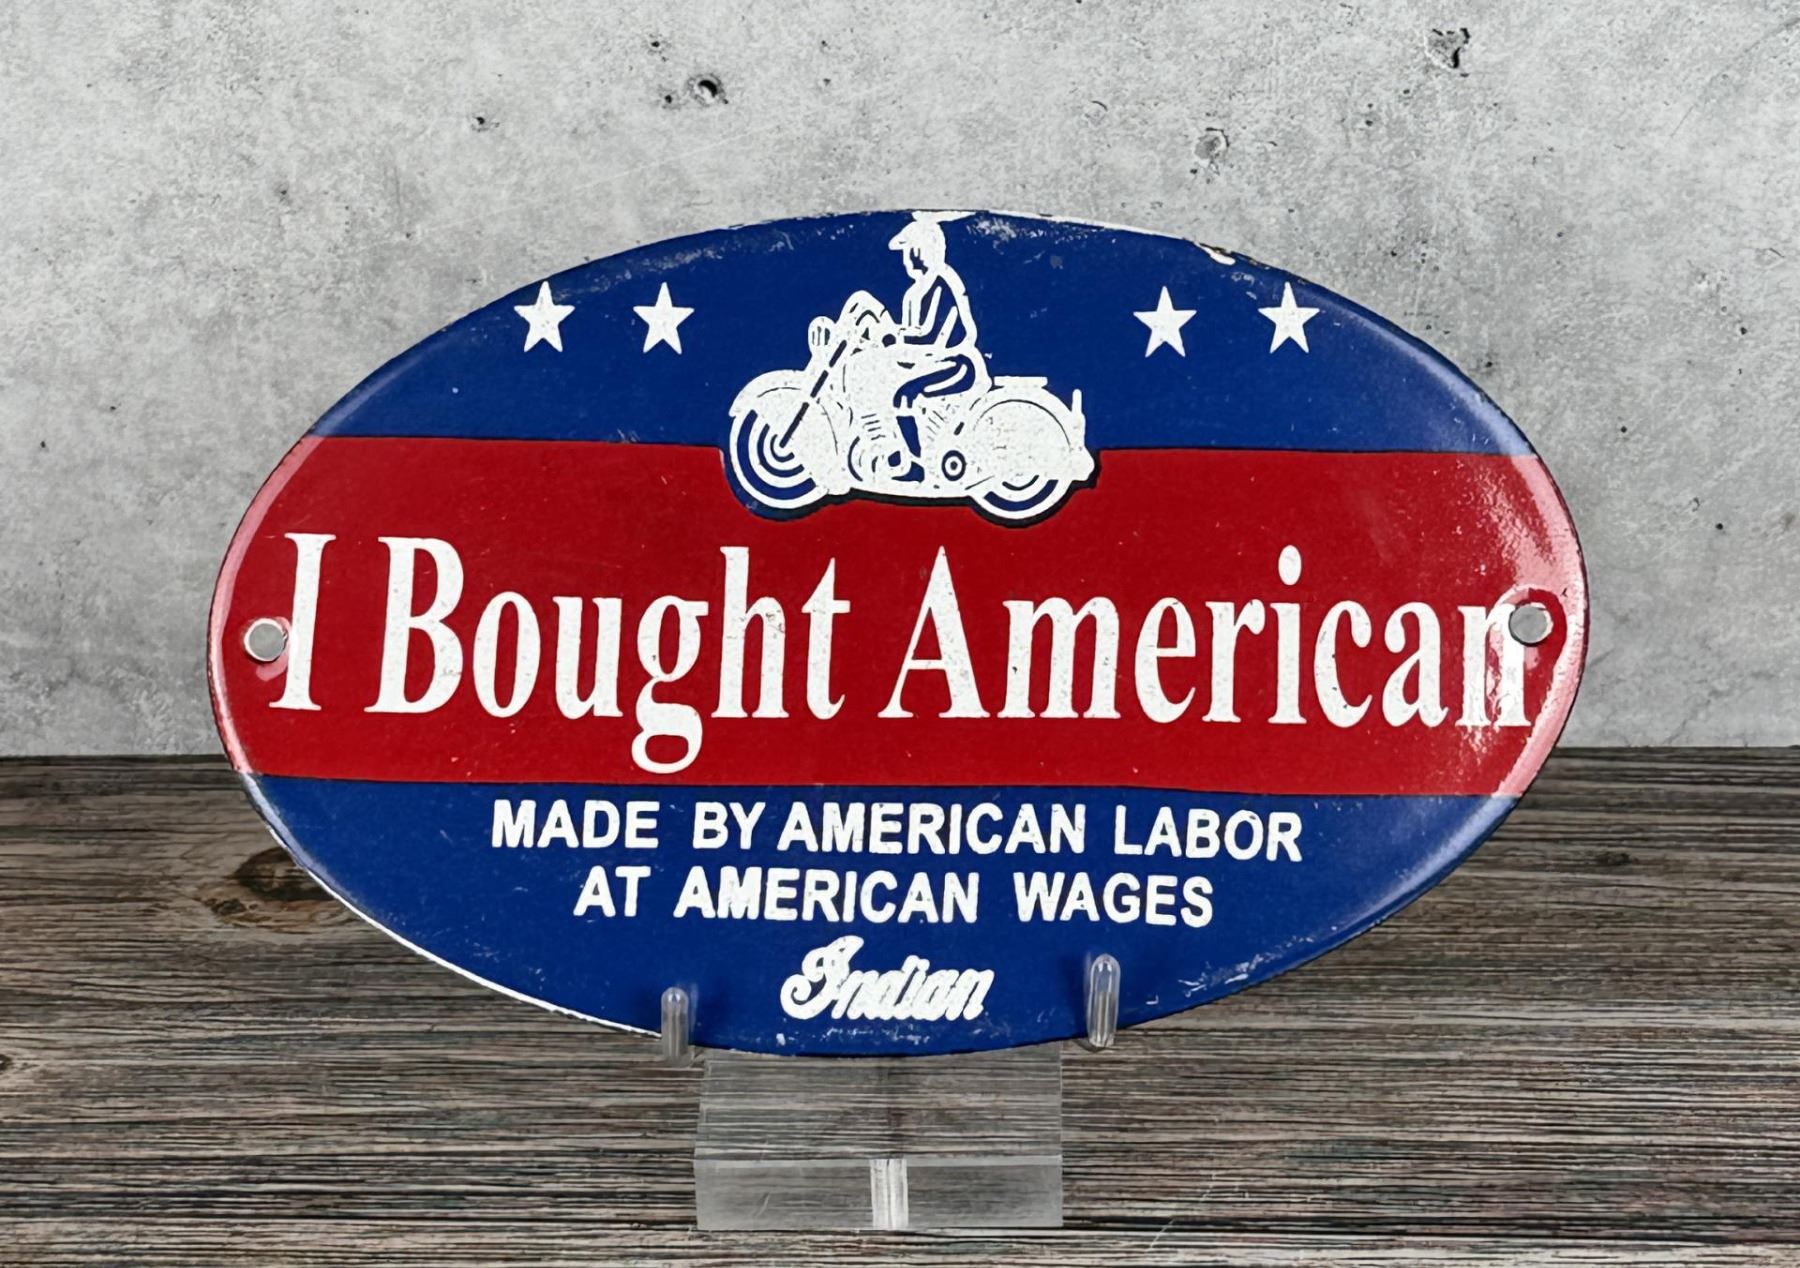 I Bought American
MADE BY AMERICAN LABOR
AT AMERICAN WAGES
Indian